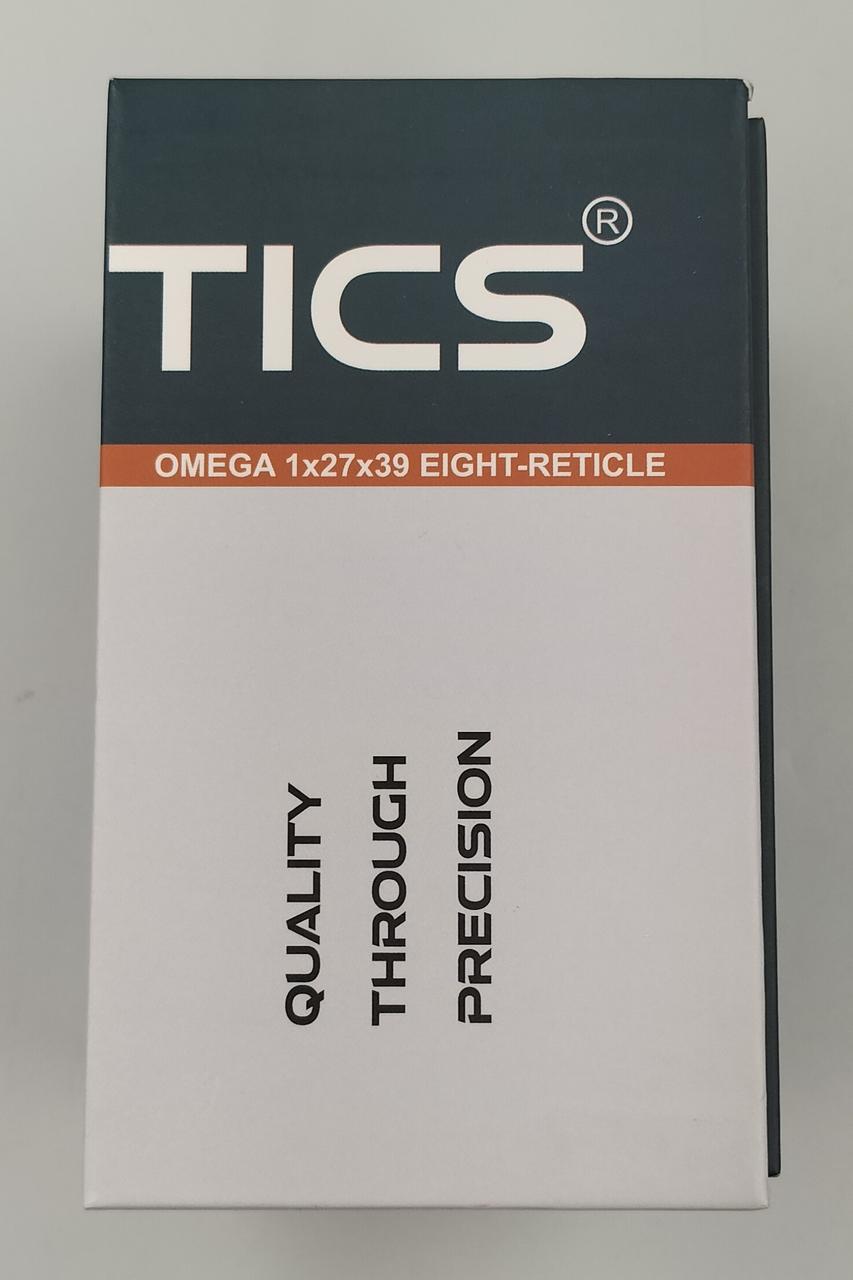 TICS®
OMEGA 1x27x39 EIGHT-RETICLE
QUALITY
THROUGH
PRECISION